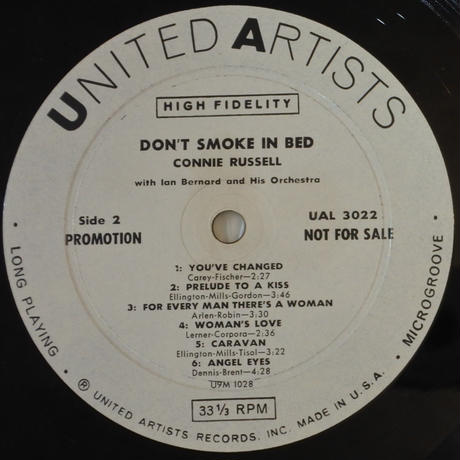 UNITED ARTISTS
HIGH FIDELITY
DON'T SMOKE IN BED
CONNIE RUSSELL
with Ian Bernard and His Orchestra
Side 2
UAL 3022
PROMOTION
NOT FOR SALE
1: YOU'VE CHANGED
Carey-Fischer—2:27
2: PRELUDE TO A KISS
Ellington-Mills-Gordon—3:46
3: FOR EVERY MAN THERE'S A WOMAN
Arlen-Robin—3:30
4: WOMAN'S LOVE
Lerner-Corpora—2:36
5: CARAVAN
Ellington-Mills-Tisol—3:22
6: ANGEL EYES
Dennis-Brent—4:28
U9M 1028
33⅓ RPM
• LONG PLAYING •
® UNITED ARTISTS RECORDS, INC. MADE IN U.S.A.
• MICROGROOVE •